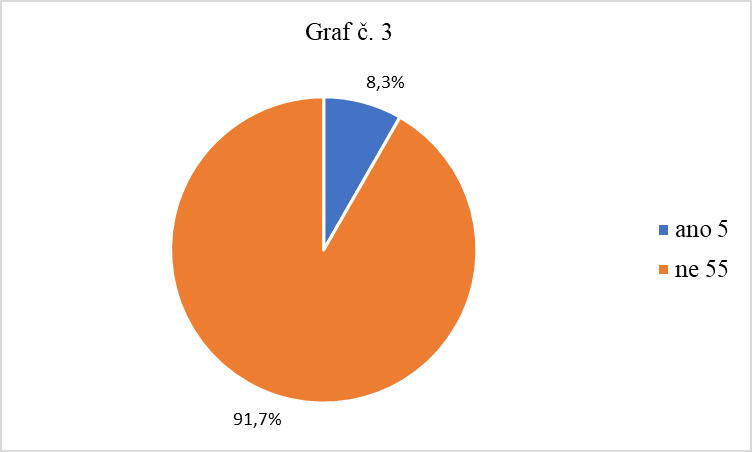 Graf č. 3
8,3%
ano 5
ne 55
91,7%